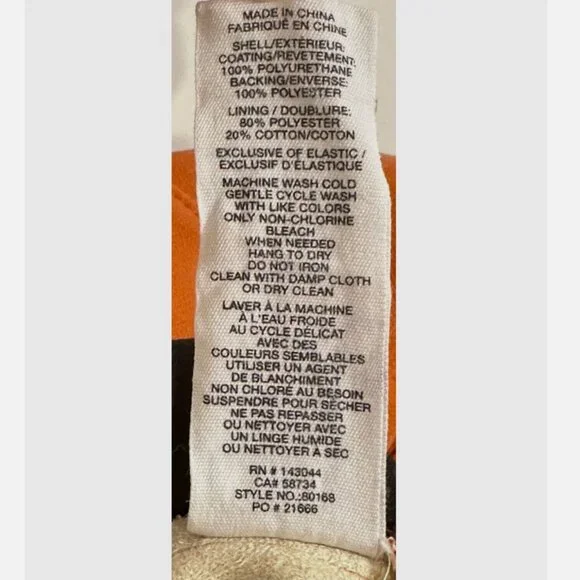 MADE IN CHINA
FABRIQUÉ EN CHINE
SHELL/EXTÉRIEUR:
COATING/REVETEMENT:
100% POLYURETHANE
BACKING/ENVERSE:
100% POLYESTER
LINING / DOUBLURE:
80% POLYESTER
20% COTTON/COTON
EXCLUSIVE OF ELASTIC /
EXCLUSIF D'ÉLASTIQUE
MACHINE WASH COLD
GENTLE CYCLE WASH
WITH LIKE COLORS
ONLY NON-CHLORINE
BLEACH
WHEN NEEDED
HANG TO DRY
DO NOT IRON
CLEAN WITH DAMP CLOTH
OR DRY CLEAN
LAVER À LA MACHINE
À L'EAU FROIDE
AU CYCLE DÉLICAT
AVEC DES
COULEURS SEMBLABLES
UTILISER UN AGENT
DE BLANCHIMENT
NON CHLORÉ AU BESOIN
SUSPENDRE POUR SÉCHER
NE PAS REPASSER
OU NETTOYER AVEC
UN LINGE HUMIDE
OU NETTOYER À SEC
RN # 143044
CA# 58734
STYLE NO.:80168
PO # 21666